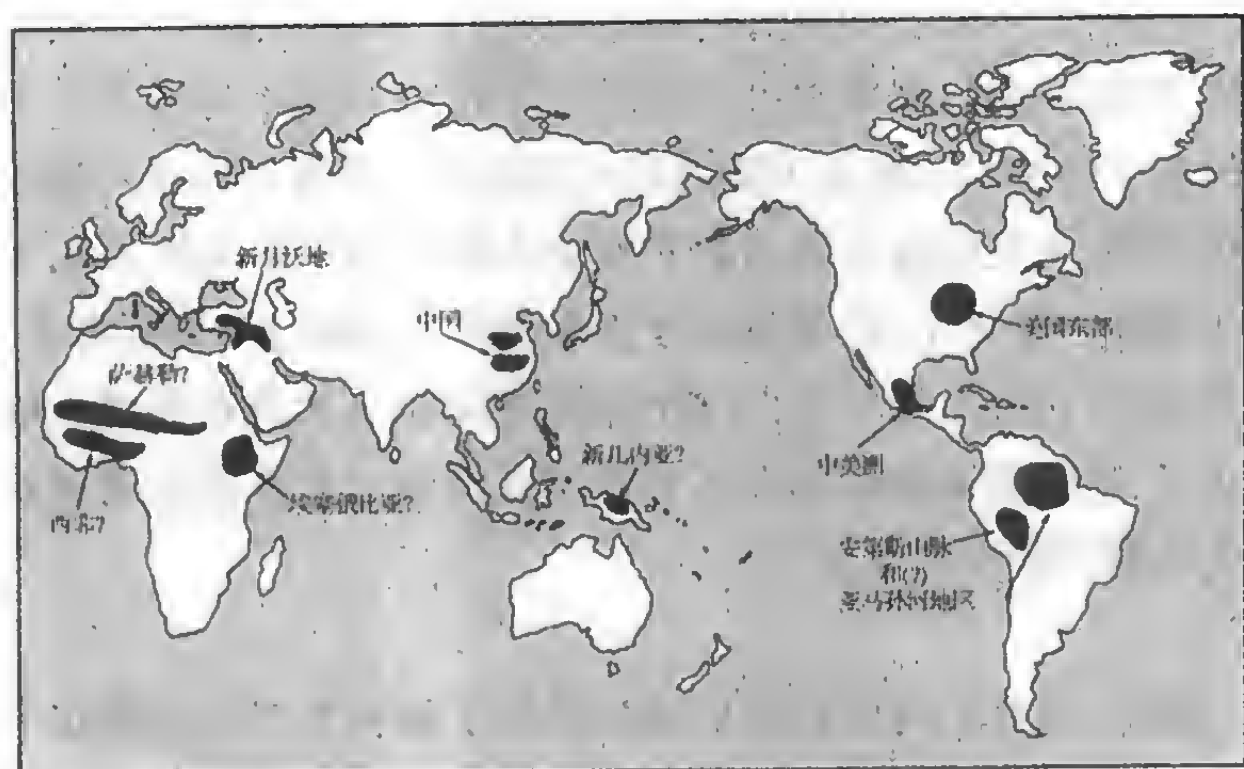 新月沃地
中国
美国东部
萨赫勒?
新几内亚?
中美洲
埃塞俄比亚?
西非?
安第斯山脉
和(?)
亚马孙河地区